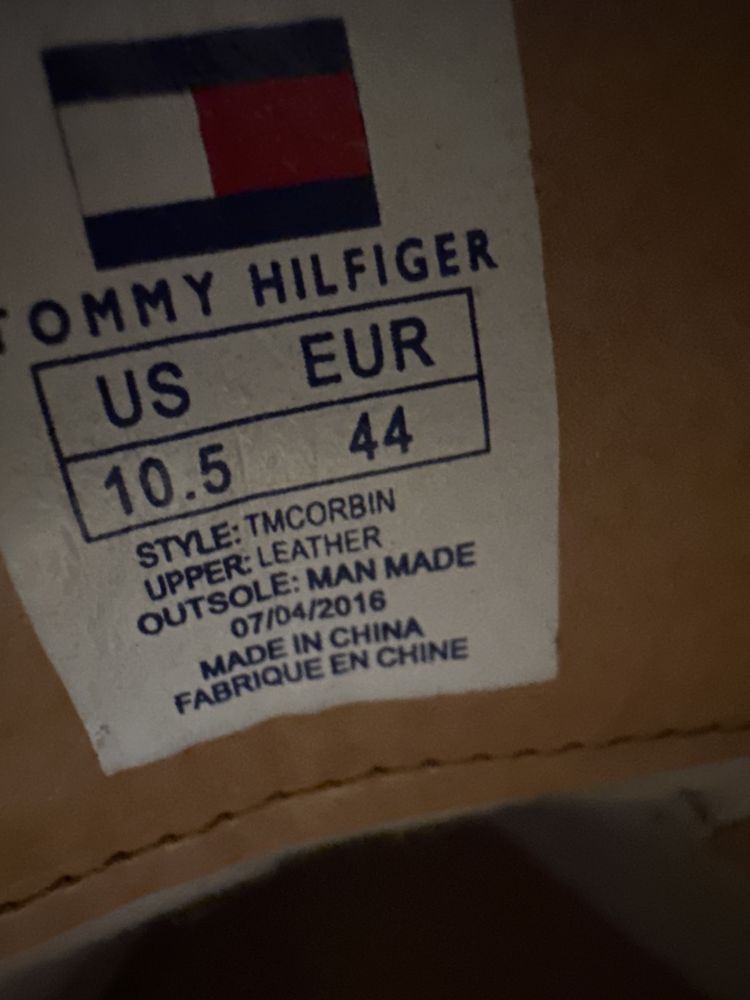 TOMMY HILFIGER
US EUR
10.5 44
STYLE: TMCORBIN
UPPER: LEATHER
OUTSOLE: MAN MADE
07/04/2016
MADE IN CHINA
FABRIQUE EN CHINE